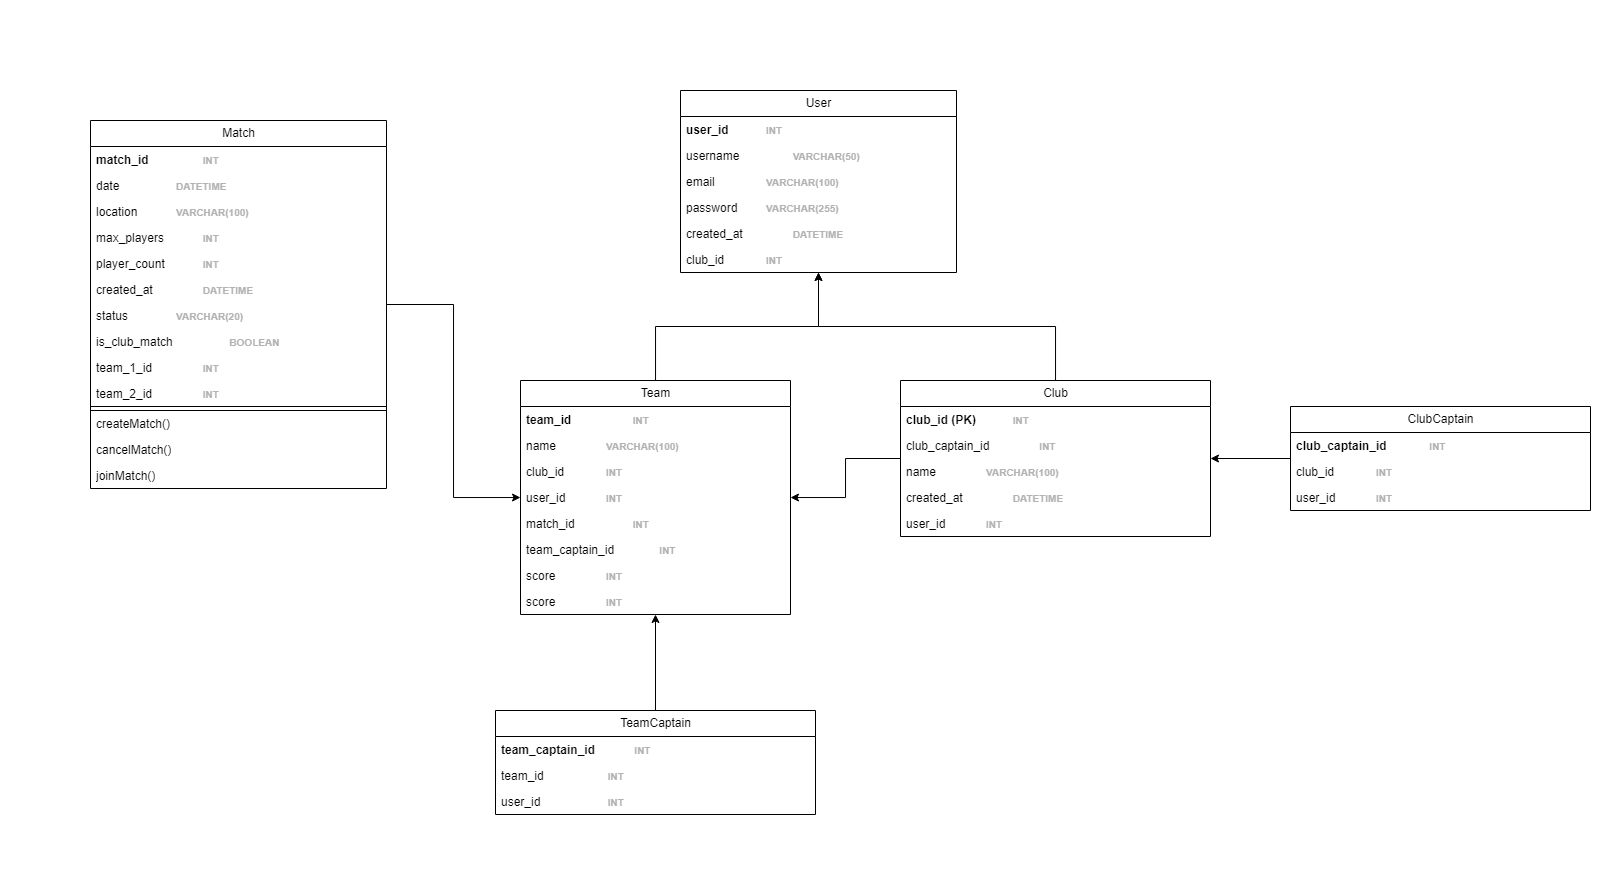 User
user_id INT
username VARCHAR(50)
email VARCHAR(100)
password VARCHAR(255)
created_at DATETIME
club_id INT
Match
match_id INT
date DATETIME
location VARCHAR(100)
max_players INT
player_count INT
created_at DATETIME
status VARCHAR(20)
is_club_match BOOLEAN
team_1_id INT
team_2_id INT
createMatch()
cancelMatch()
joinMatch()
Team
team_id INT
name VARCHAR(100)
club_id INT
user_id INT
match_id INT
team_captain_id INT
score INT
score INT
Club
club_id (PK) INT
club_captain_id INT
name VARCHAR(100)
created_at DATETIME
user_id INT
ClubCaptain
club_captain_id INT
club_id INT
user_id INT
TeamCaptain
team_captain_id INT
team_id INT
user_id INT